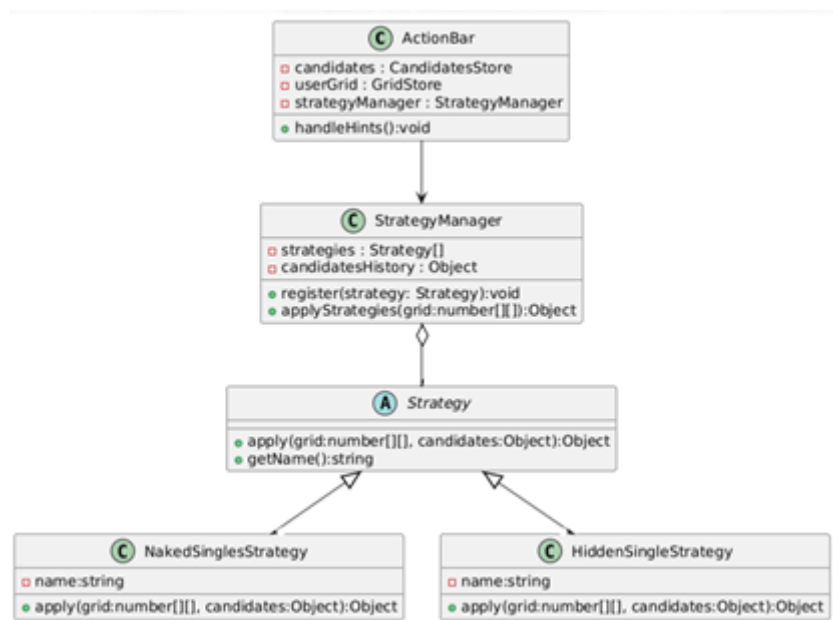 C ActionBar
candidates : CandidatesStore
userGrid : GridStore
strategyManager : StrategyManager
handleHints():void
C StrategyManager
strategies : Strategy[]
candidatesHistory : Object
register(strategy: Strategy):void
applyStrategies(grid:number[][]):Object
A Strategy
apply(grid:number[][], candidates:Object):Object
getName():string
C NakedSinglesStrategy
name:string
apply(grid:number[][], candidates:Object):Object
C HiddenSingleStrategy
name:string
apply(grid:number[][], candidates:Object):Object